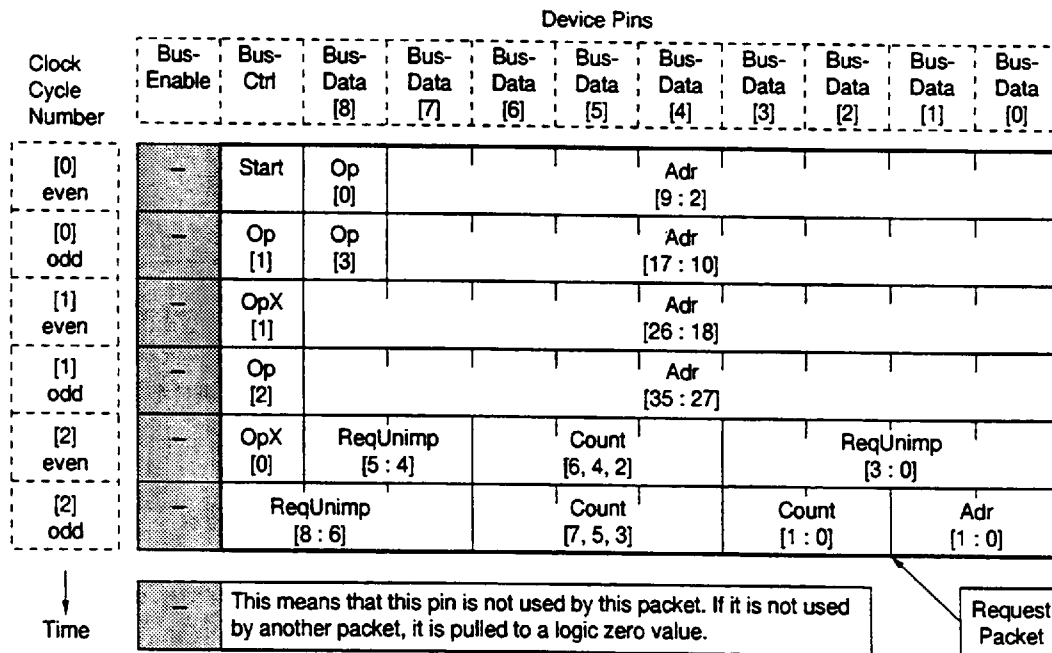 Device Pins
Clock Cycle Number
Bus-Enable Bus-Ctrl Bus-Data [8] Bus-Data [7] Bus-Data [6] Bus-Data [5] Bus-Data [4] Bus-Data [3] Bus-Data [2] Bus-Data [1] Bus-Data [0]
[0] even – Start Op [0] Adr [9 : 2]
[0] odd – Op [1] Op [3] Adr [17 : 10]
[1] even – OpX [1] Adr [26 : 18]
[1] odd – Op [2] Adr [35 : 27]
[2] even – OpX [0] ReqUnimp [5 : 4] Count [6, 4, 2] ReqUnimp [3 : 0]
[2] odd – ReqUnimp [8 : 6] Count [7, 5, 3] Count [1 : 0] Adr [1 : 0]
Time
– This means that this pin is not used by this packet. If it is not used
by another packet, it is pulled to a logic zero value.
Request
Packet